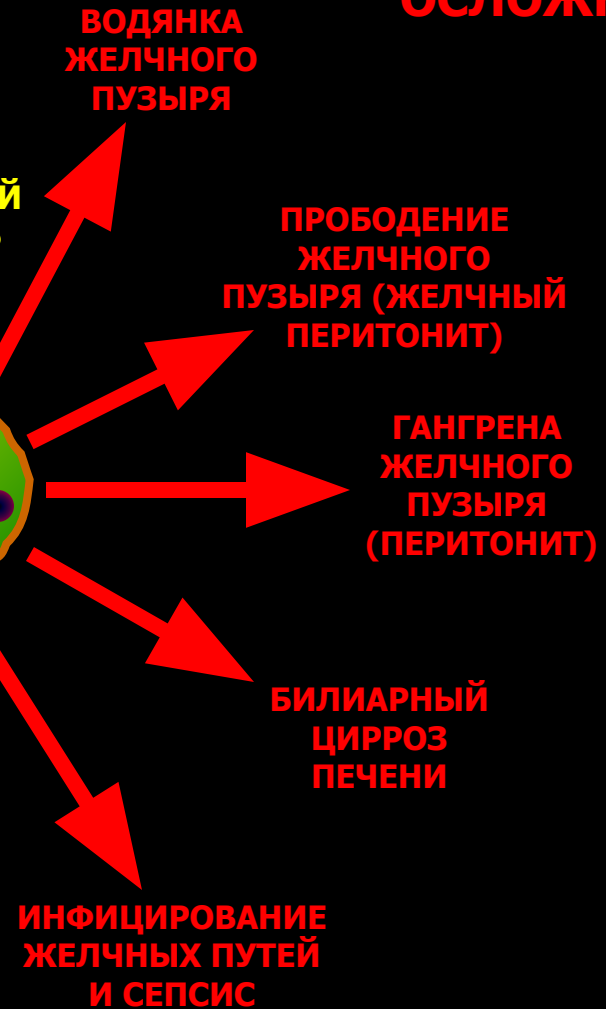 ВОДЯНКА
ЖЕЛЧНОГО
ПУЗЫРЯ
ПРОБОДЕНИЕ
ЖЕЛЧНОГО
ПУЗЫРЯ (ЖЕЛЧНЫЙ
ПЕРИТОНИТ)
ГАНГРЕНА
ЖЕЛЧНОГО
ПУЗЫРЯ
(ПЕРИТОНИТ)
БИЛИАРНЫЙ
ЦИРРОЗ
ПЕЧЕНИ
ИНФИЦИРОВАНИЕ
ЖЕЛЧНЫХ ПУТЕЙ
И СЕПСИС